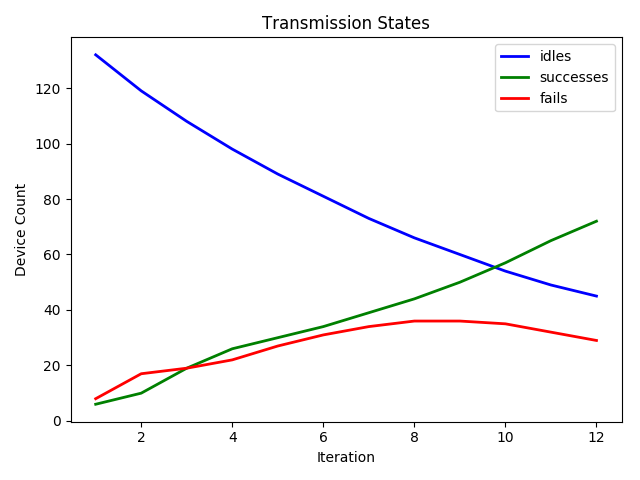 Transmission States
idles
successes
fails
Device Count
120
100
80
60
40
20
0
2 4 6 8 10 12
Iteration